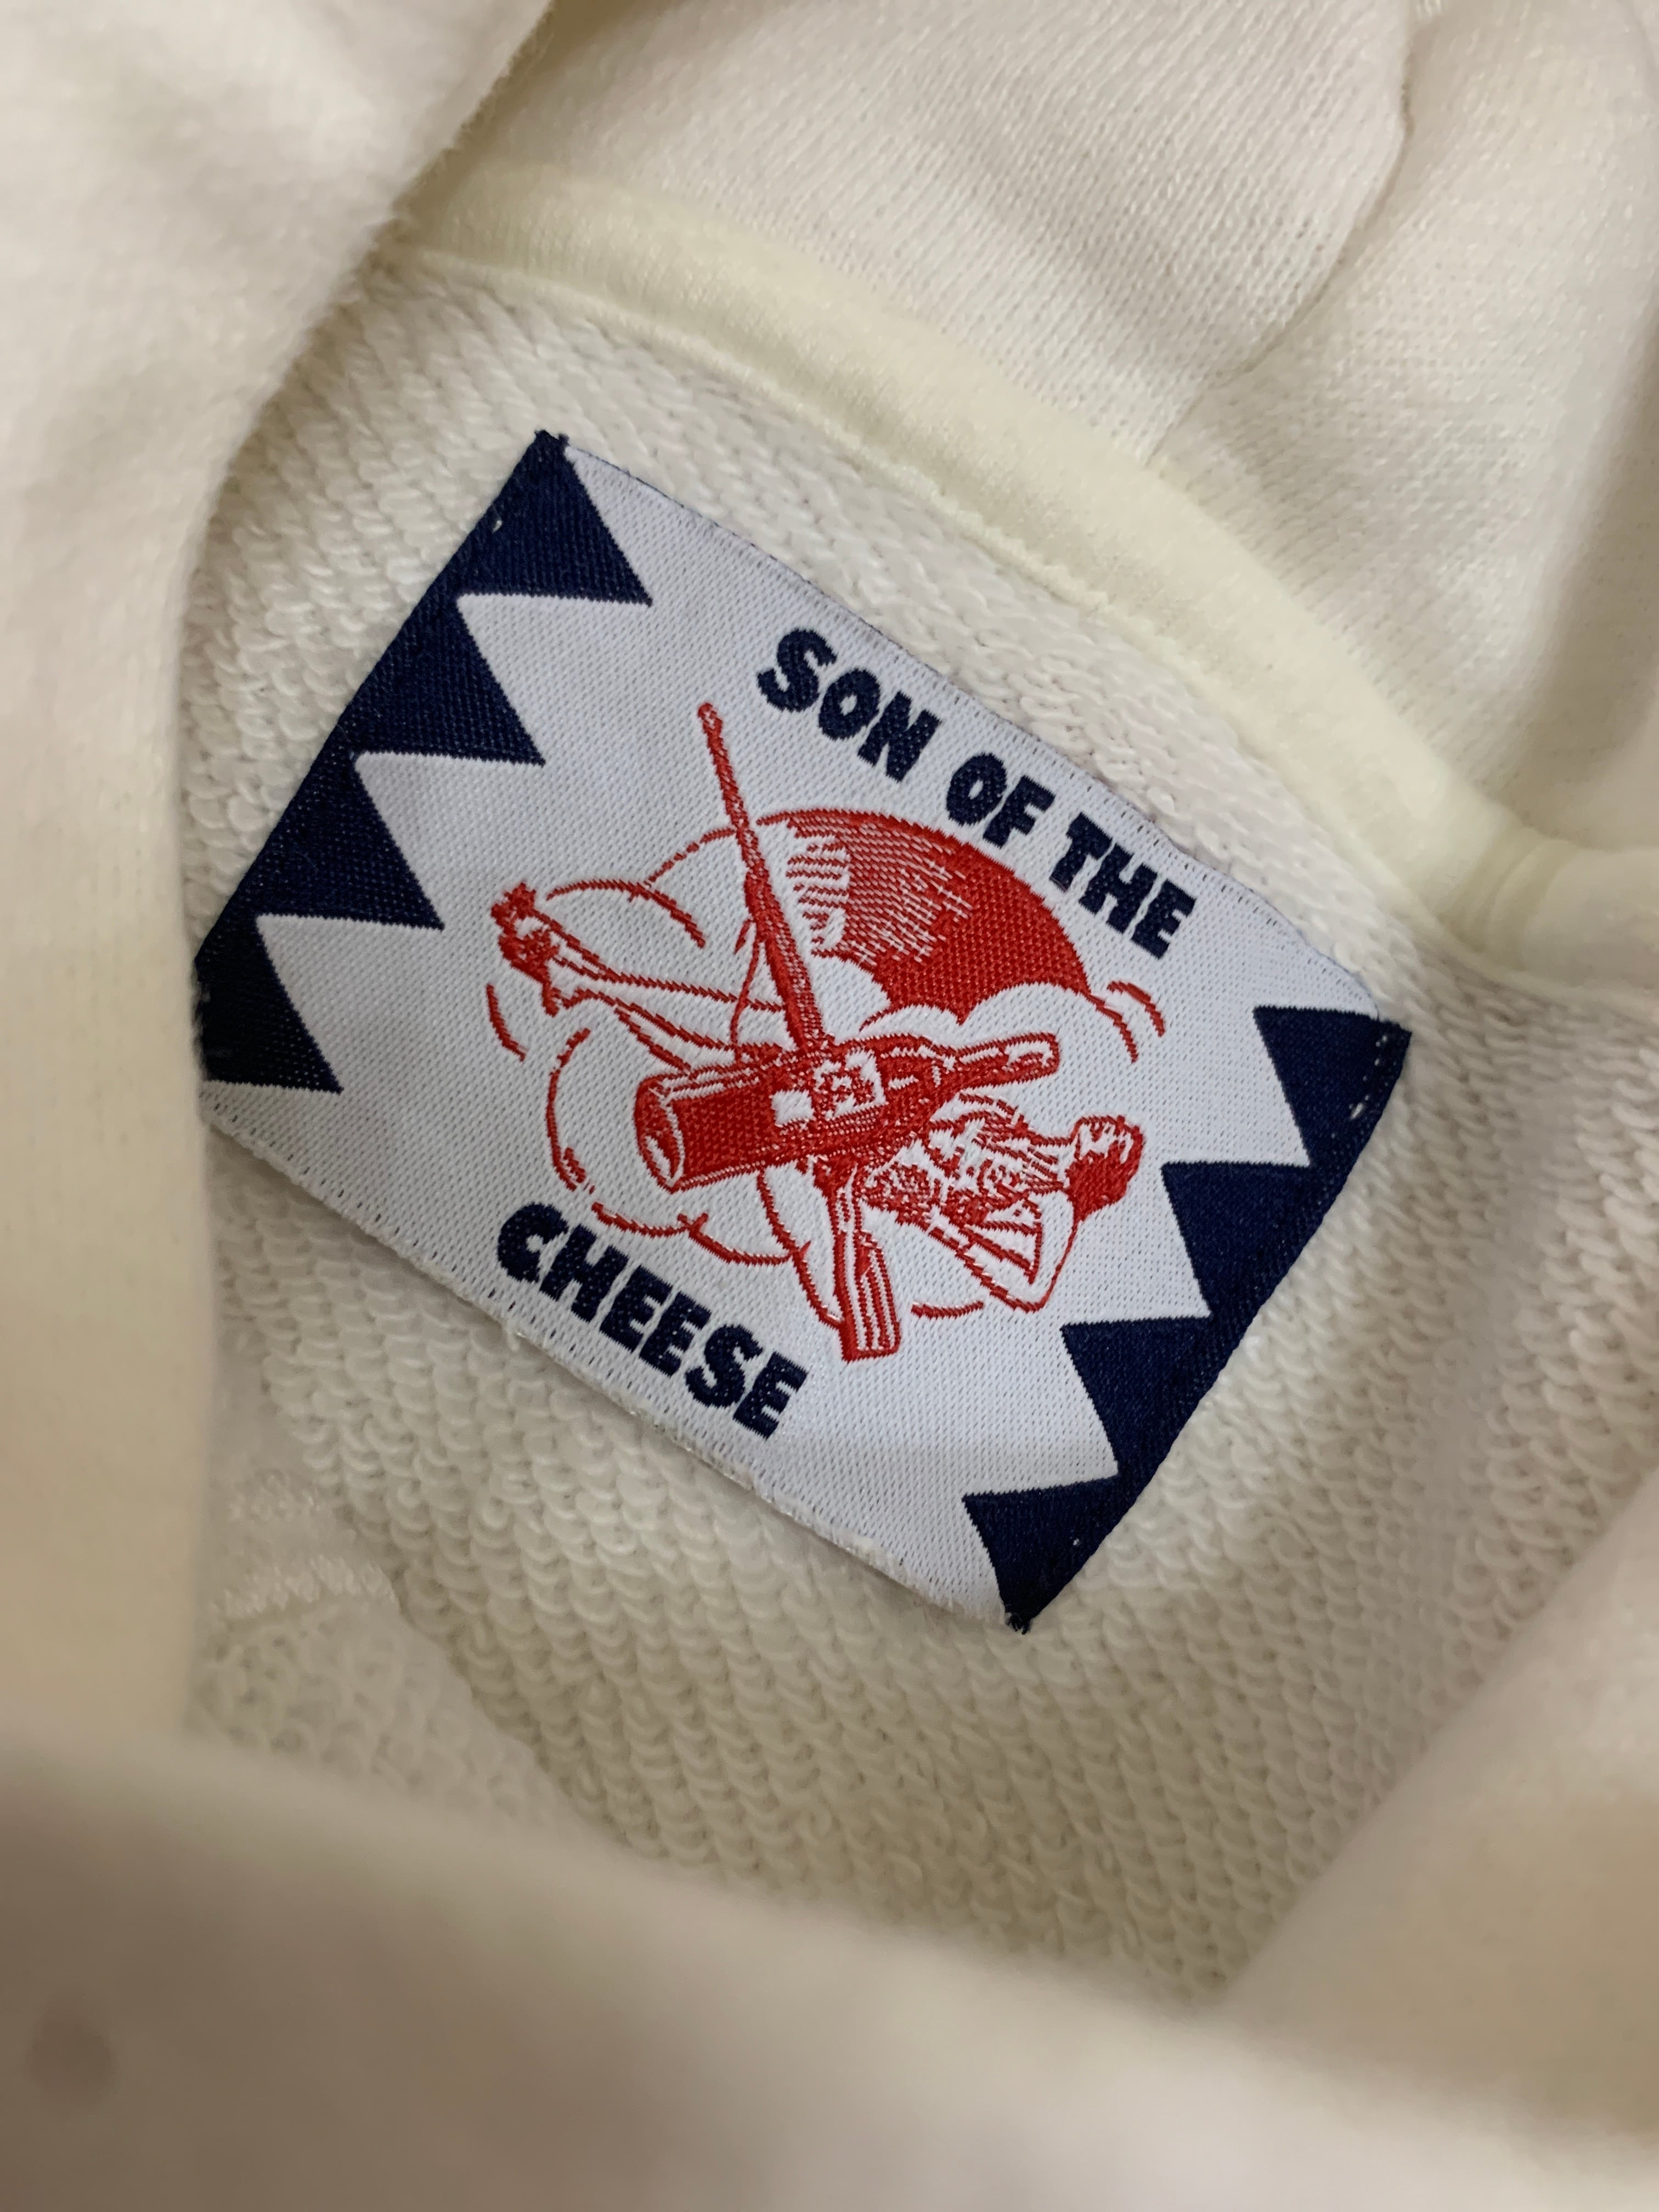 SON OF THE
CHEESE